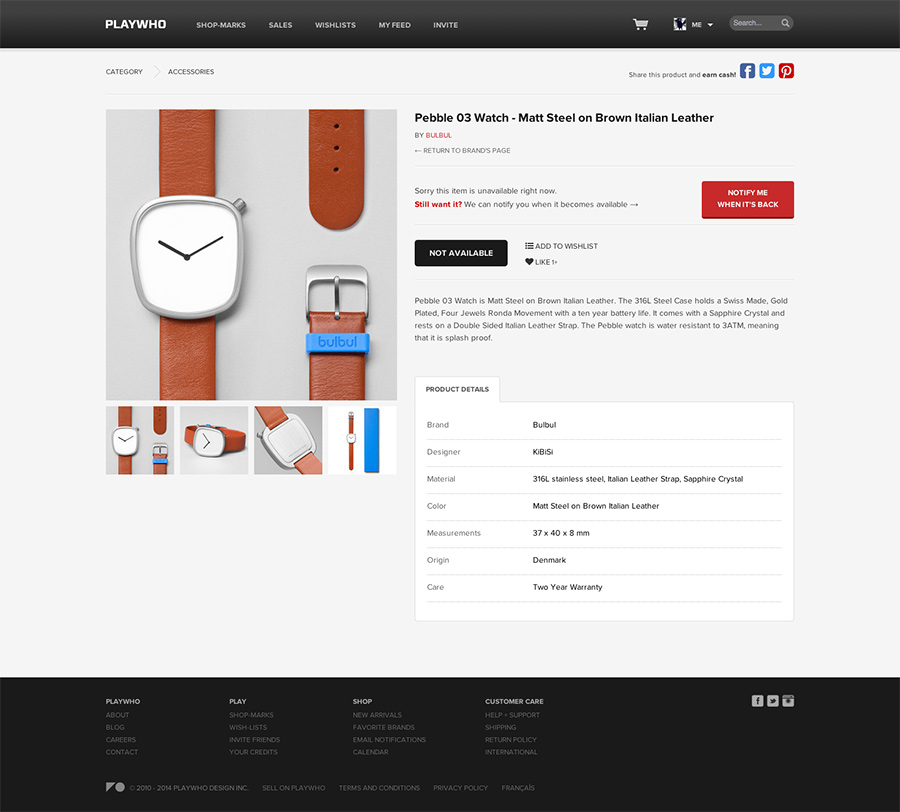 PLAYWHO
SHOP-MARKS
SALES
WISHLISTS
MY FEED
INVITE
ME
Search...
CATEGORY
ACCESSORIES
Share this product and earn cash!
bulbul
Pebble 03 Watch - Matt Steel on Brown Italian Leather
BY BULBUL
← RETURN TO BRAND'S PAGE
Sorry this item is unavailable right now.
Still want it? We can notify you when it becomes available →
NOTIFY ME
WHEN IT'S BACK
NOT AVAILABLE
ADD TO WISHLIST
LIKE 1+
Pebble 03 Watch is Matt Steel on Brown Italian Leather. The 316L Steel Case holds a Swiss Made, Gold
Plated, Four Jewels Ronda Movement with a ten year battery life. It comes with a Sapphire Crystal and
rests on a Double Sided Italian Leather Strap. The Pebble watch is water resistant to 3ATM, meaning
that it is splash proof.
PRODUCT DETAILS
Brand Bulbul
Designer KiBiSi
Material 316L stainless steel, Italian Leather Strap, Sapphire Crystal
Color Matt Steel on Brown Italian Leather
Measurements 37 x 40 x 8 mm
Origin Denmark
Care Two Year Warranty
PLAYWHO
ABOUT
BLOG
CAREERS
CONTACT
PLAY
SHOP-MARKS
WISH-LISTS
INVITE FRIENDS
YOUR CREDITS
SHOP
NEW ARRIVALS
FAVORITE BRANDS
EMAIL NOTIFICATIONS
CALENDAR
CUSTOMER CARE
HELP + SUPPORT
SHIPPING
RETURN POLICY
INTERNATIONAL
© 2010 - 2014 PLAYWHO DESIGN INC.
SELL ON PLAYWHO
TERMS AND CONDITIONS
PRIVACY POLICY
FRANÇAÍS